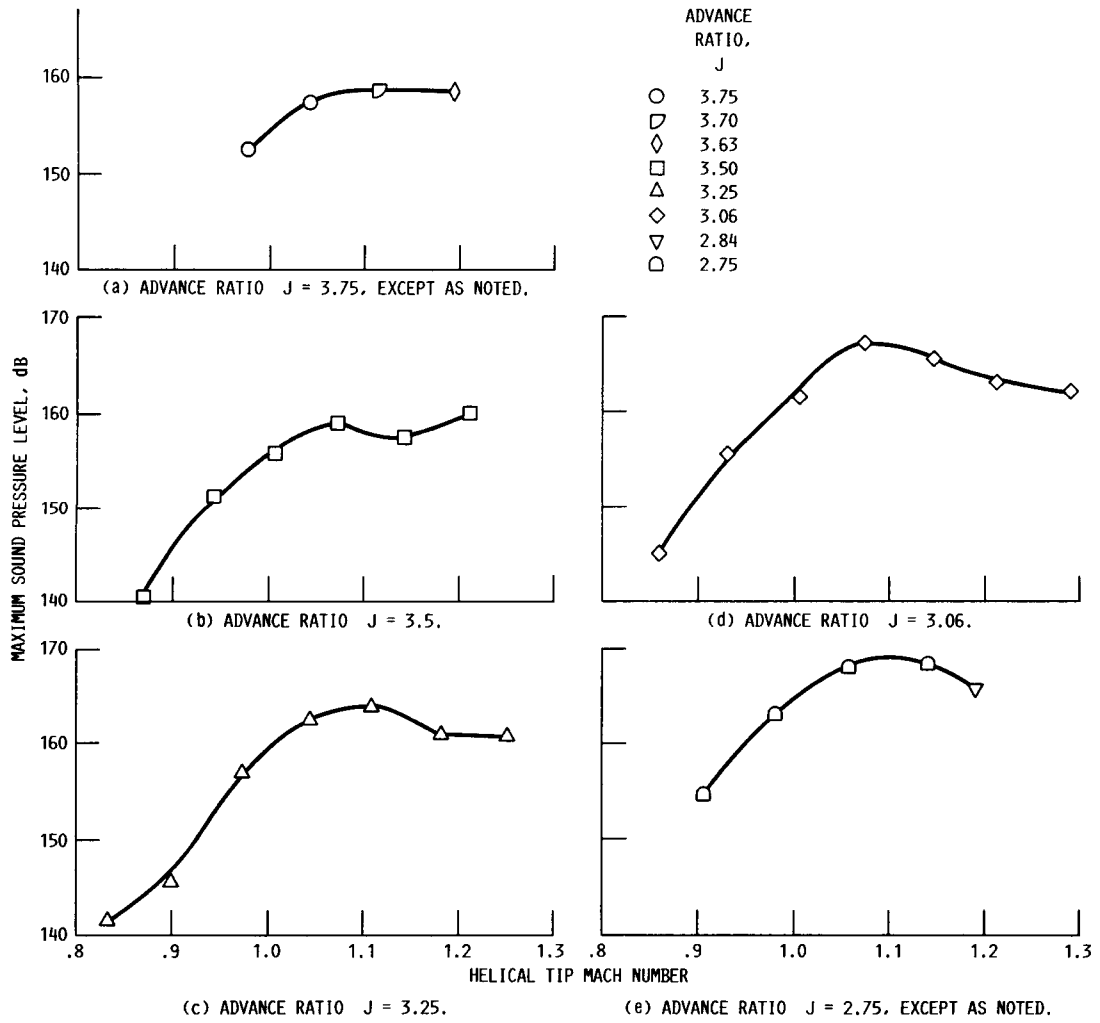 160
150
140
(a) ADVANCE RATIO J = 3.75, EXCEPT AS NOTED.
ADVANCE
RATIO,
J
3.75
3.70
3.63
3.50
3.25
3.06
2.84
2.75
MAXIMUM SOUND PRESSURE LEVEL, dB
170
160
150
140
(b) ADVANCE RATIO J = 3.5.
(d) ADVANCE RATIO J = 3.06.
170
160
150
140
.8 .9 1.0 1.1 1.2 1.3
.8 .9 1.0 1.1 1.2 1.3
HELICAL TIP MACH NUMBER
(c) ADVANCE RATIO J = 3.25.
(e) ADVANCE RATIO J = 2.75, EXCEPT AS NOTED.